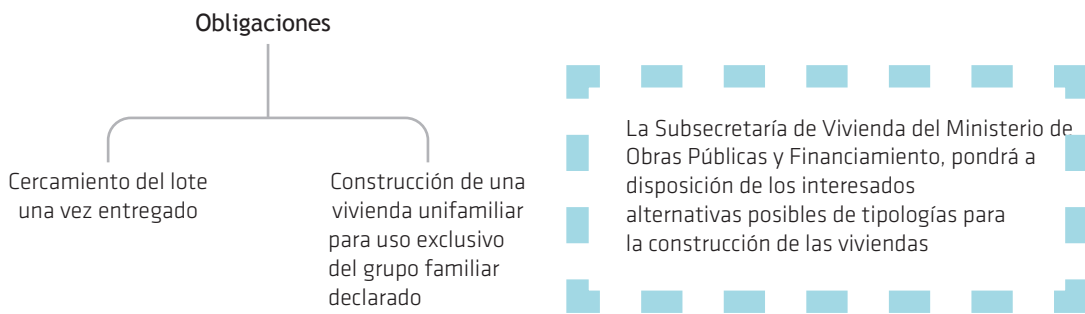 Obligaciones
Cercamiento del lote
una vez entregado
Construcción de una
vivienda unifamiliar
para uso exclusivo
del grupo familiar
declarado
La Subsecretaría de Vivienda del Ministerio de
Obras Públicas y Financiamiento, pondrá a
disposición de los interesados
alternativas posibles de tipologías para
la construcción de las viviendas